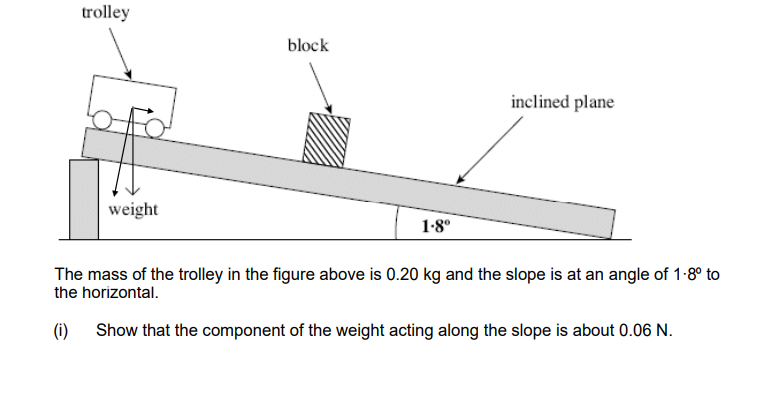 trolley
block
inclined plane
weight
1·8º
The mass of the trolley in the figure above is 0.20 kg and the slope is at an angle of 1·8º to
the horizontal.
(i) Show that the component of the weight acting along the slope is about 0.06 N.